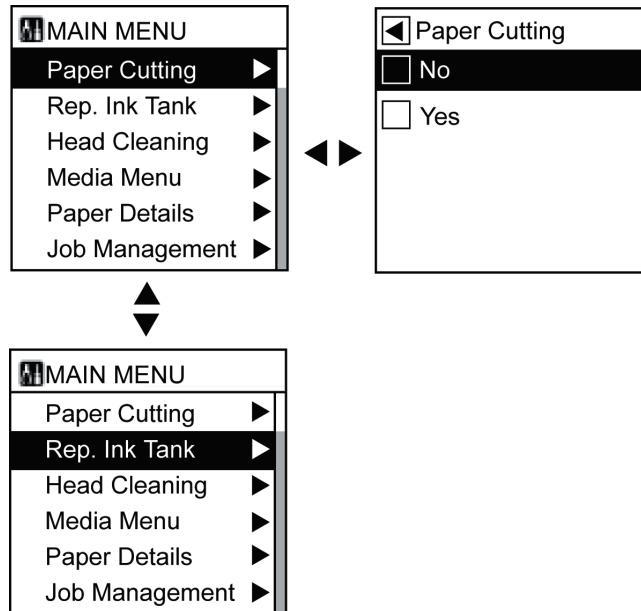 MAIN MENU
Paper Cutting
Rep. Ink Tank
Head Cleaning
Media Menu
Paper Details
Job Management
Paper Cutting
No
Yes
MAIN MENU
Paper Cutting
Rep. Ink Tank
Head Cleaning
Media Menu
Paper Details
Job Management